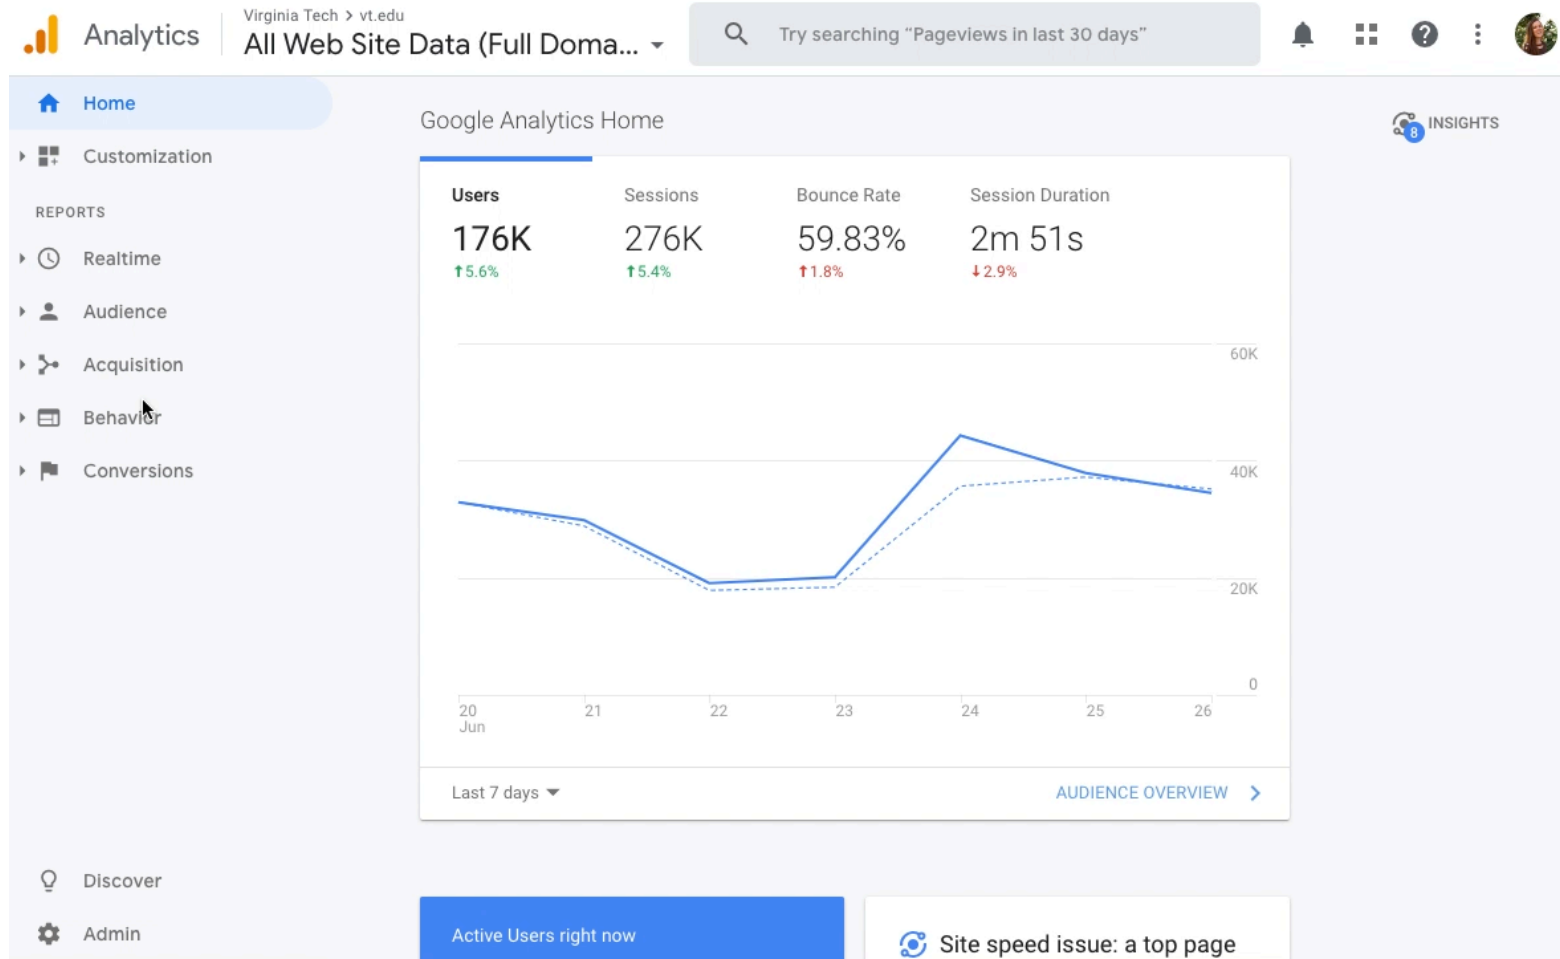 Analytics
Virginia Tech > vt.edu
All Web Site Data (Full Doma...
Try searching “Pageviews in last 30 days”
Home
Customization
REPORTS
Realtime
Audience
Acquisition
Behavior
Conversions
Discover
Admin
Google Analytics Home
8 INSIGHTS
Users Sessions Bounce Rate Session Duration
176K 276K 59.83% 2m 51s
↑5.6% ↑5.4% ↑1.8% ↓2.9%
60K
40K
20K
0
20 21 22 23 24 25 26
Jun
Last 7 days AUDIENCE OVERVIEW
Active Users right now
Site speed issue: a top page